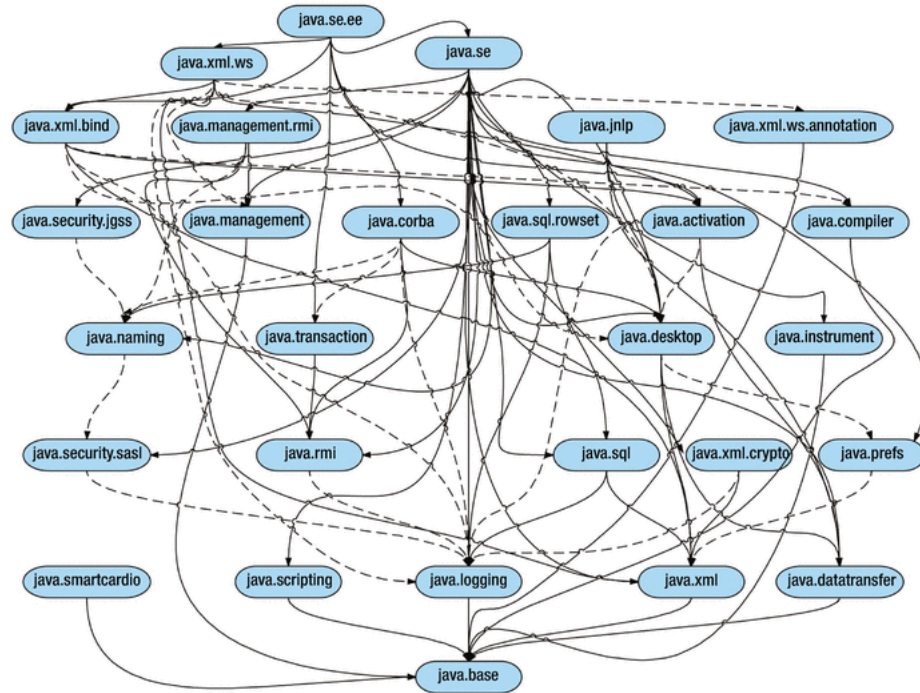 java.se.ee
java.se
java.xml.ws
java.xml.bind
java.management.rmi
java.jnlp
java.xml.ws.annotation
java.security.jgss
java.management
java.corba
java.sql.rowset
java.activation
java.compiler
java.naming
java.transaction
java.desktop
java.instrument
java.security.sasl
java.rmi
java.sql
java.xml.crypto
java.prefs
java.smartcardio
java.scripting
java.logging
java.xml
java.datatransfer
java.base